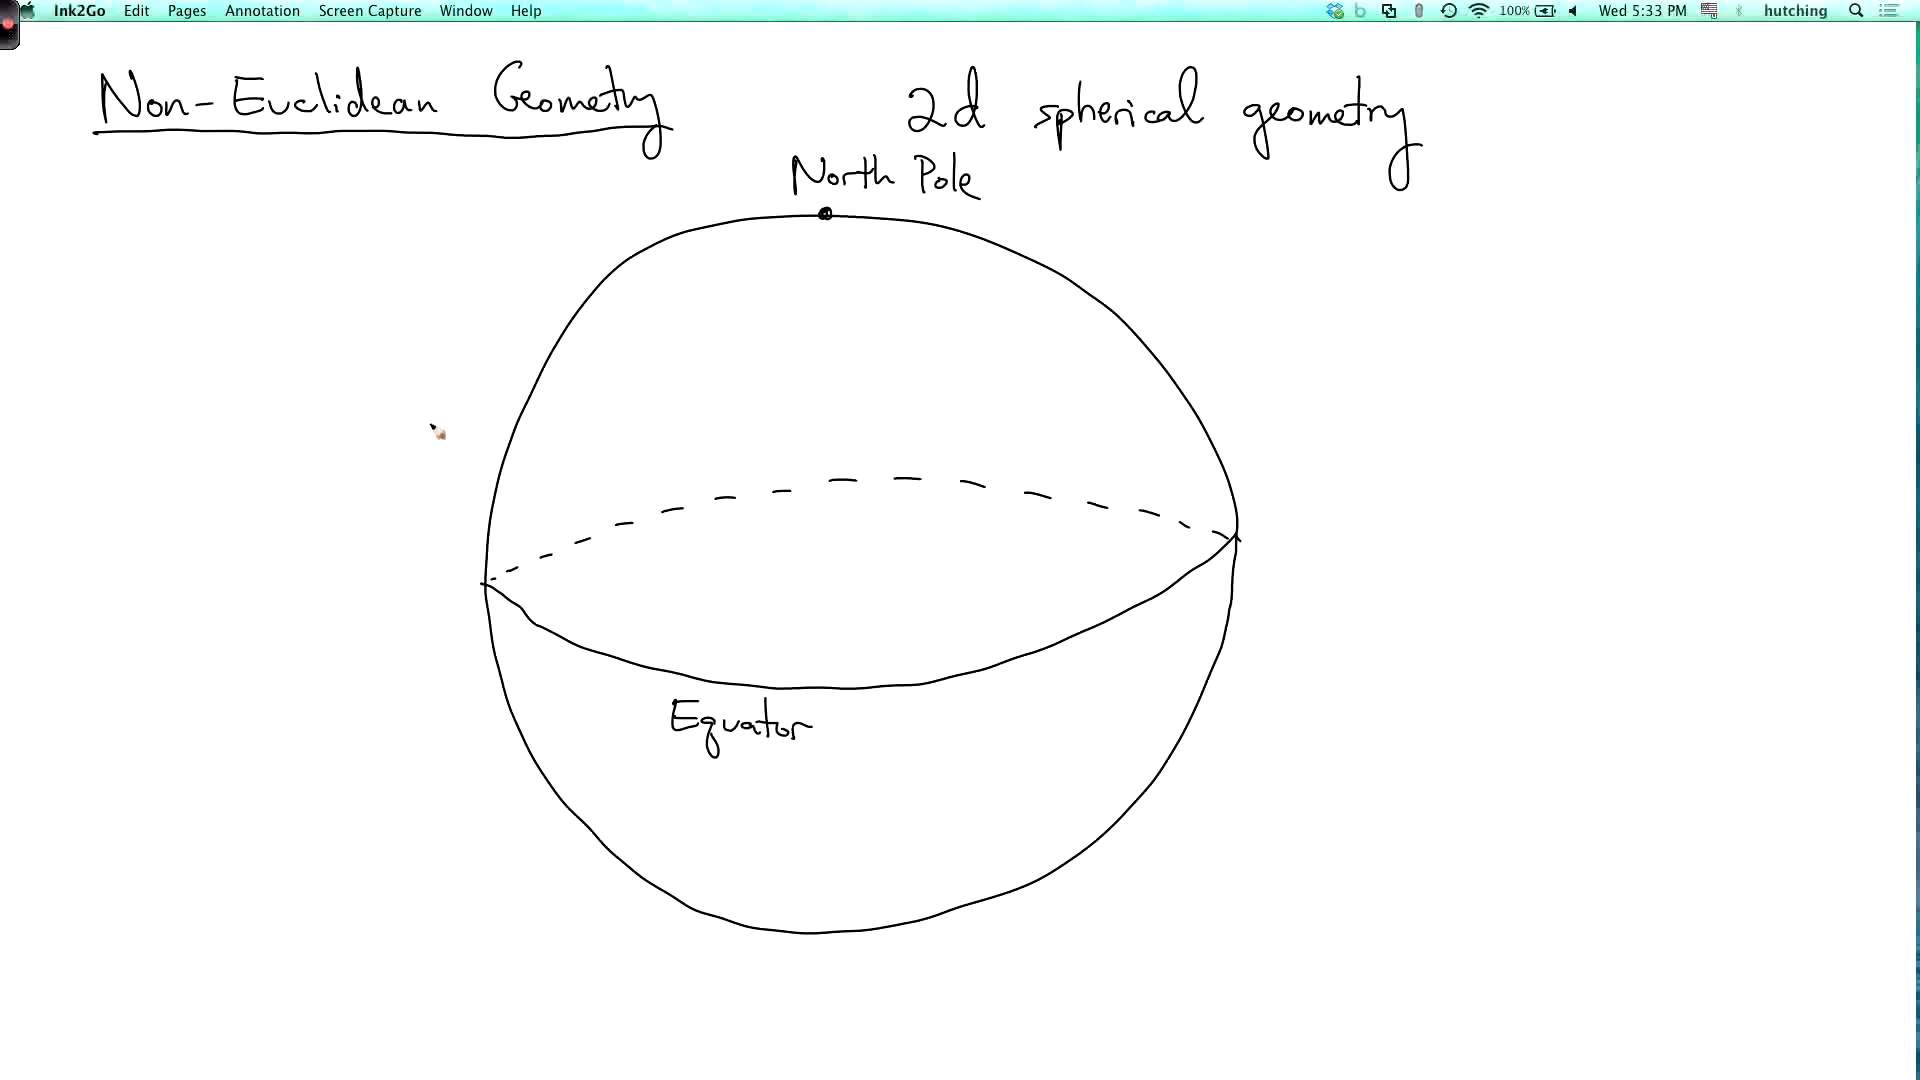 Ink2Go Edit Pages Annotation Screen Capture Window Help 100% Wed 5:33 PM hutching
Non-Euclidean Geometry 2d spherical geometry
North Pole
Equator